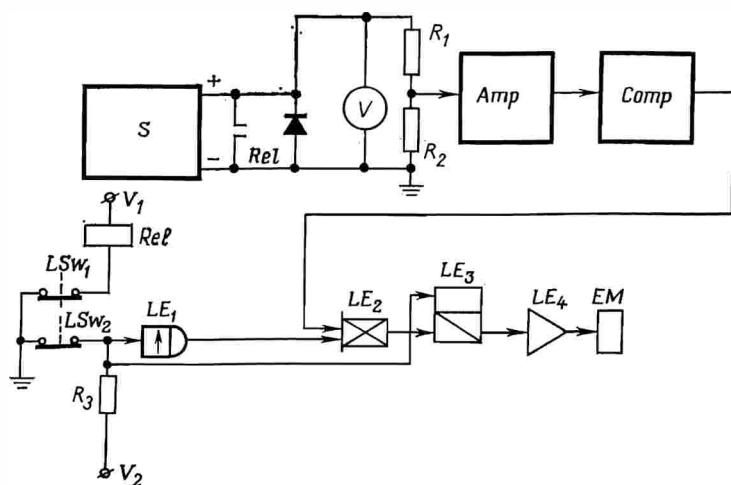 S
+
−
Rel
V
R1
R2
Amp
Comp
V1
Rel
LSw1
LSw2
LE1
R3
V2
LE2
LE3
LE4
EM